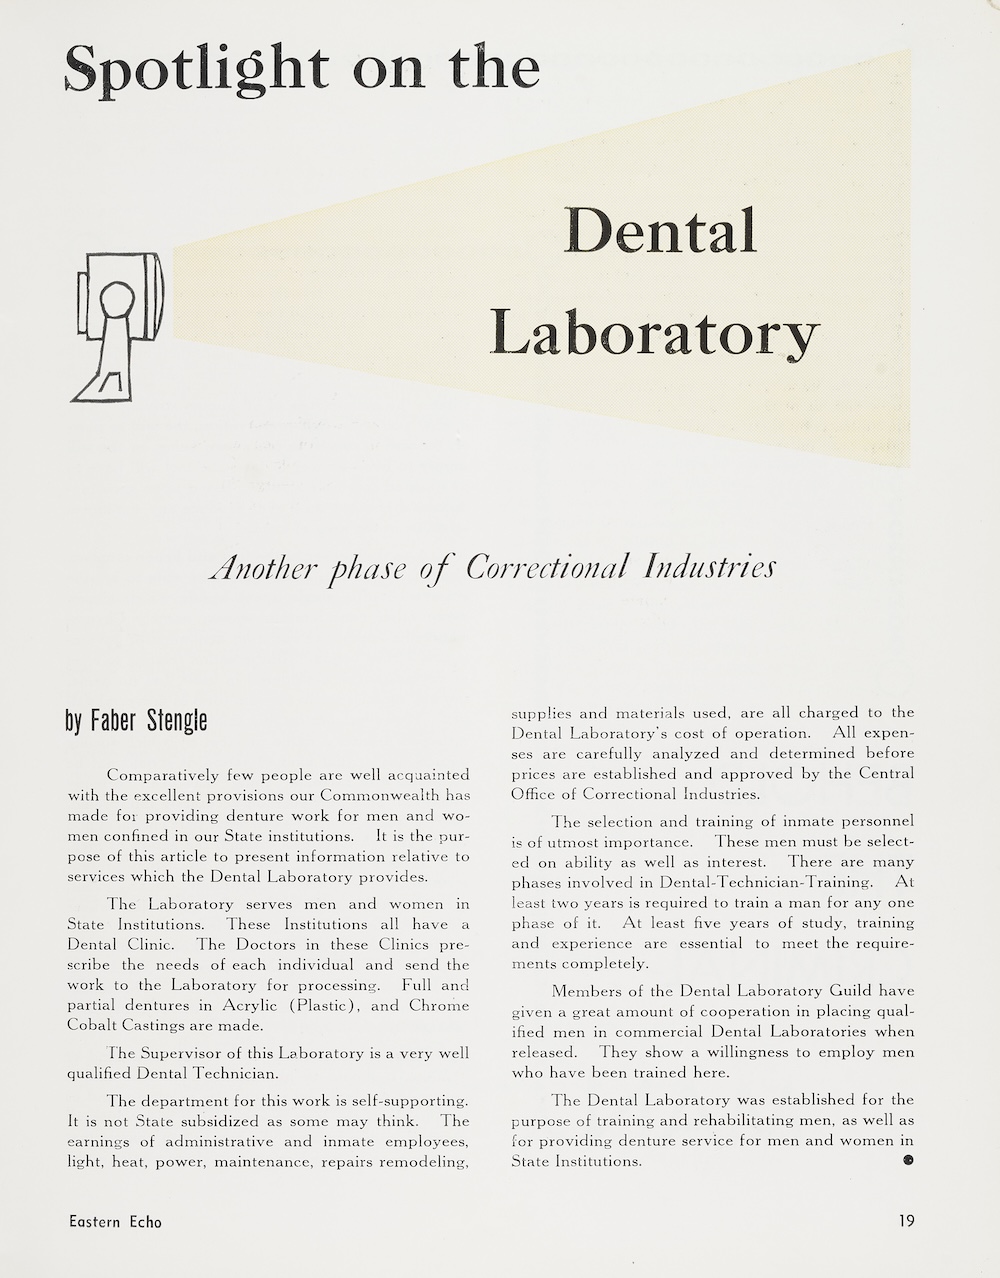 Spotlight on the
Dental
Laboratory
Another phase of Correctional Industries
by Faber Stengle
Comparatively few people are well acquainted
with the excellent provisions our Commonwealth has
made for providing denture work for men and wo-
men confined in our State institutions. It is the pur-
pose of this article to present information relative to
services which the Dental Laboratory provides.
The Laboratory serves men and women in
State Institutions. These Institutions all have a
Dental Clinic. The Doctors in these Clinics pre-
scribe the needs of each individual and send the
work to the Laboratory for processing. Full and
partial dentures in Acrylic (Plastic), and Chrome
Cobalt Castings are made.
The Supervisor of this Laboratory is a very well
qualified Dental Technician.
The department for this work is self-supporting.
It is not State subsidized as some may think. The
earnings of administrative and inmate employees,
light, heat, power, maintenance, repairs remodeling,
supplies and materials used, are all charged to the
Dental Laboratory's cost of operation. All expen-
ses are carefully analyzed and determined before
prices are established and approved by the Central
Office of Correctional Industries.
The selection and training of inmate personnel
is of utmost importance. These men must be select-
ed on ability as well as interest. There are many
phases involved in Dental-Technician-Training. At
least two years is required to train a man for any one
phase of it. At least five years of study, training
and experience are essential to meet the require-
ments completely.
Members of the Dental Laboratory Guild have
given a great amount of cooperation in placing qual-
ified men in commercial Dental Laboratories when
released. They show a willingness to employ men
who have been trained here.
The Dental Laboratory was established for the
purpose of training and rehabilitating men, as well as
for providing denture service for men and women in
State Institutions.
Eastern Echo
19